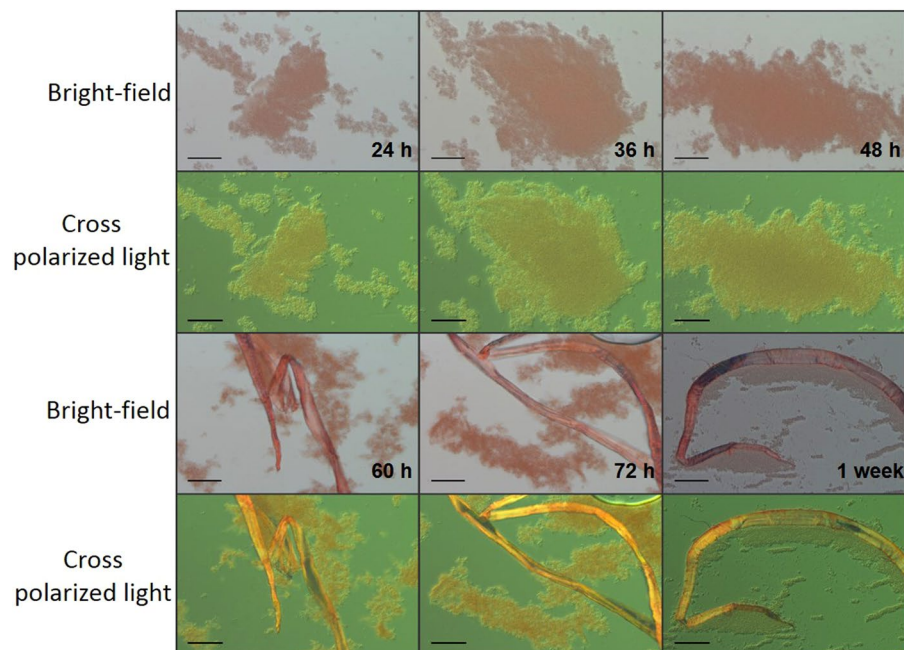 Bright-field
24 h
36 h
48 h
Cross
polarized light
Bright-field
60 h
72 h
1 week
Cross
polarized light